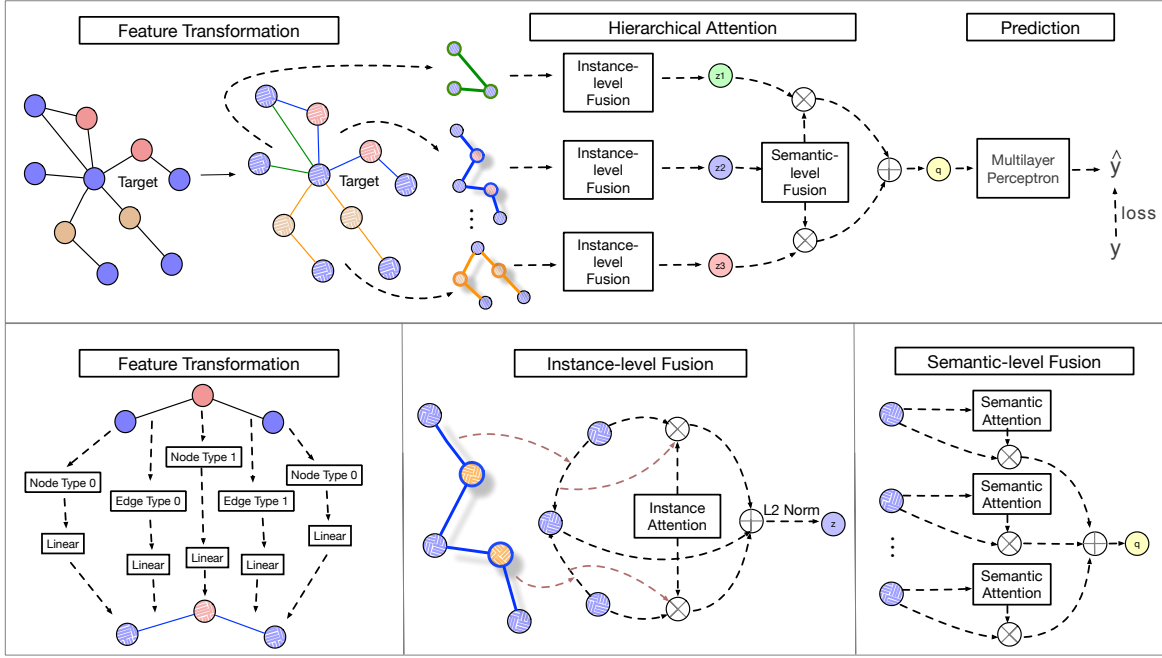 Feature Transformation
Hierarchical Attention
Prediction
Target
Target
Instance-
level
Fusion
Instance-
level
Fusion
Instance-
level
Fusion
z1
z2
z3
Semantic-
level
Fusion
q
Multilayer
Perceptron
ŷ
loss
y
Feature Transformation
Node Type 0
Edge Type 0
Node Type 1
Edge Type 1
Node Type 0
Linear
Linear
Linear
Linear
Linear
Instance-level Fusion
Instance
Attention
L2 Norm
z
Semantic-level Fusion
Semantic
Attention
Semantic
Attention
Semantic
Attention
q